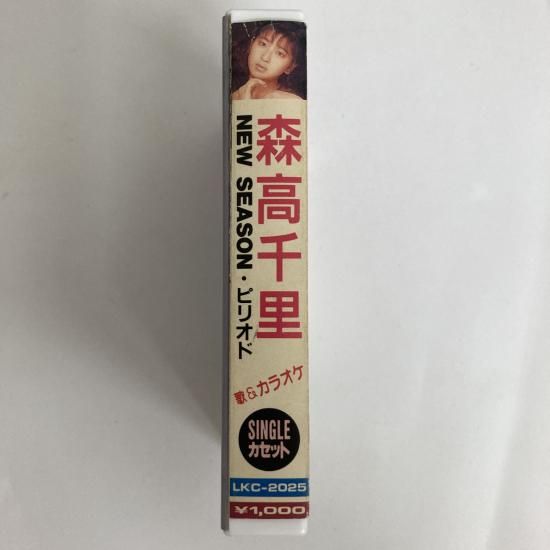 森高千里
NEW SEASON・ピリオド
歌&カラオケ
SINGLE
カセット
LKC-2025
¥1,000